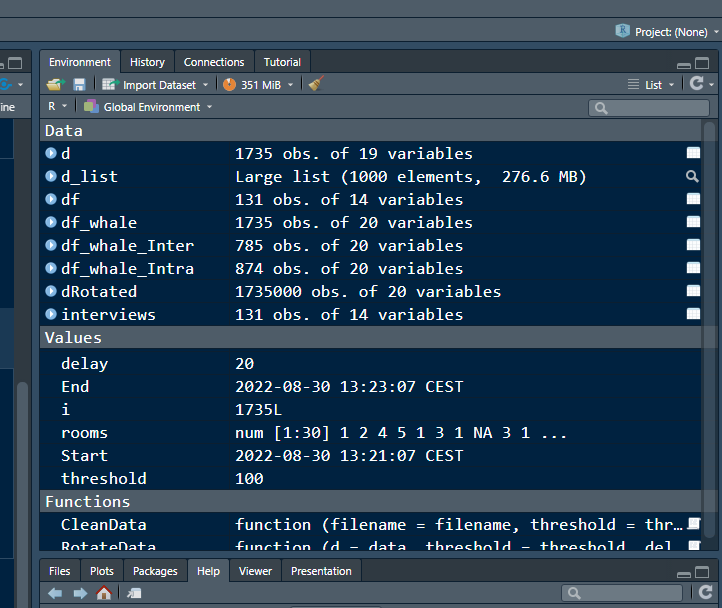 R Project: (None)
Environment History Connections Tutorial
Import Dataset 351 MiB List
ine R Global Environment
Data
d 1735 obs. of 19 variables
d_list Large list (1000 elements, 276.6 MB)
df 131 obs. of 14 variables
df_whale 1735 obs. of 20 variables
df_whale_Inter 785 obs. of 20 variables
df_whale_Intra 874 obs. of 20 variables
dRotated 1735000 obs. of 20 variables
interviews 131 obs. of 14 variables
Values
delay 20
End 2022-08-30 13:23:07 CEST
i 1735L
rooms num [1:30] 1 2 4 5 1 3 1 NA 3 1 ...
Start 2022-08-30 13:21:07 CEST
threshold 100
Functions
CleanData function (filename = filename, threshold = thr…
RotateData function (d = data, threshold = threshold, del
Files Plots Packages Help Viewer Presentation